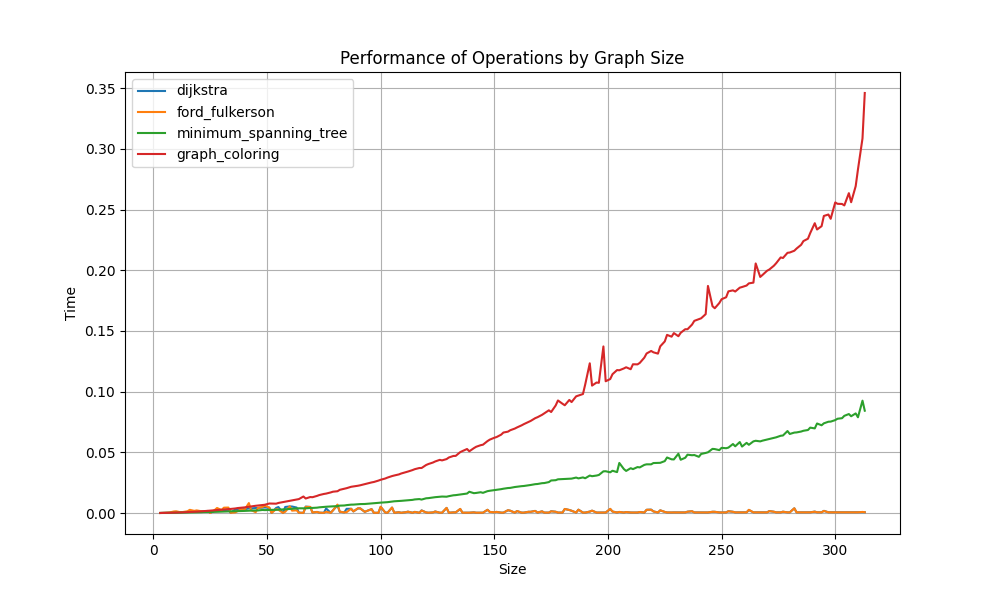 Performance of Operations by Graph Size
dijkstra
ford_fulkerson
minimum_spanning_tree
graph_coloring
0.35
0.30
0.25
0.20
0.15
0.10
0.05
0.00
Time
0 50 100 150 200 250 300
Size